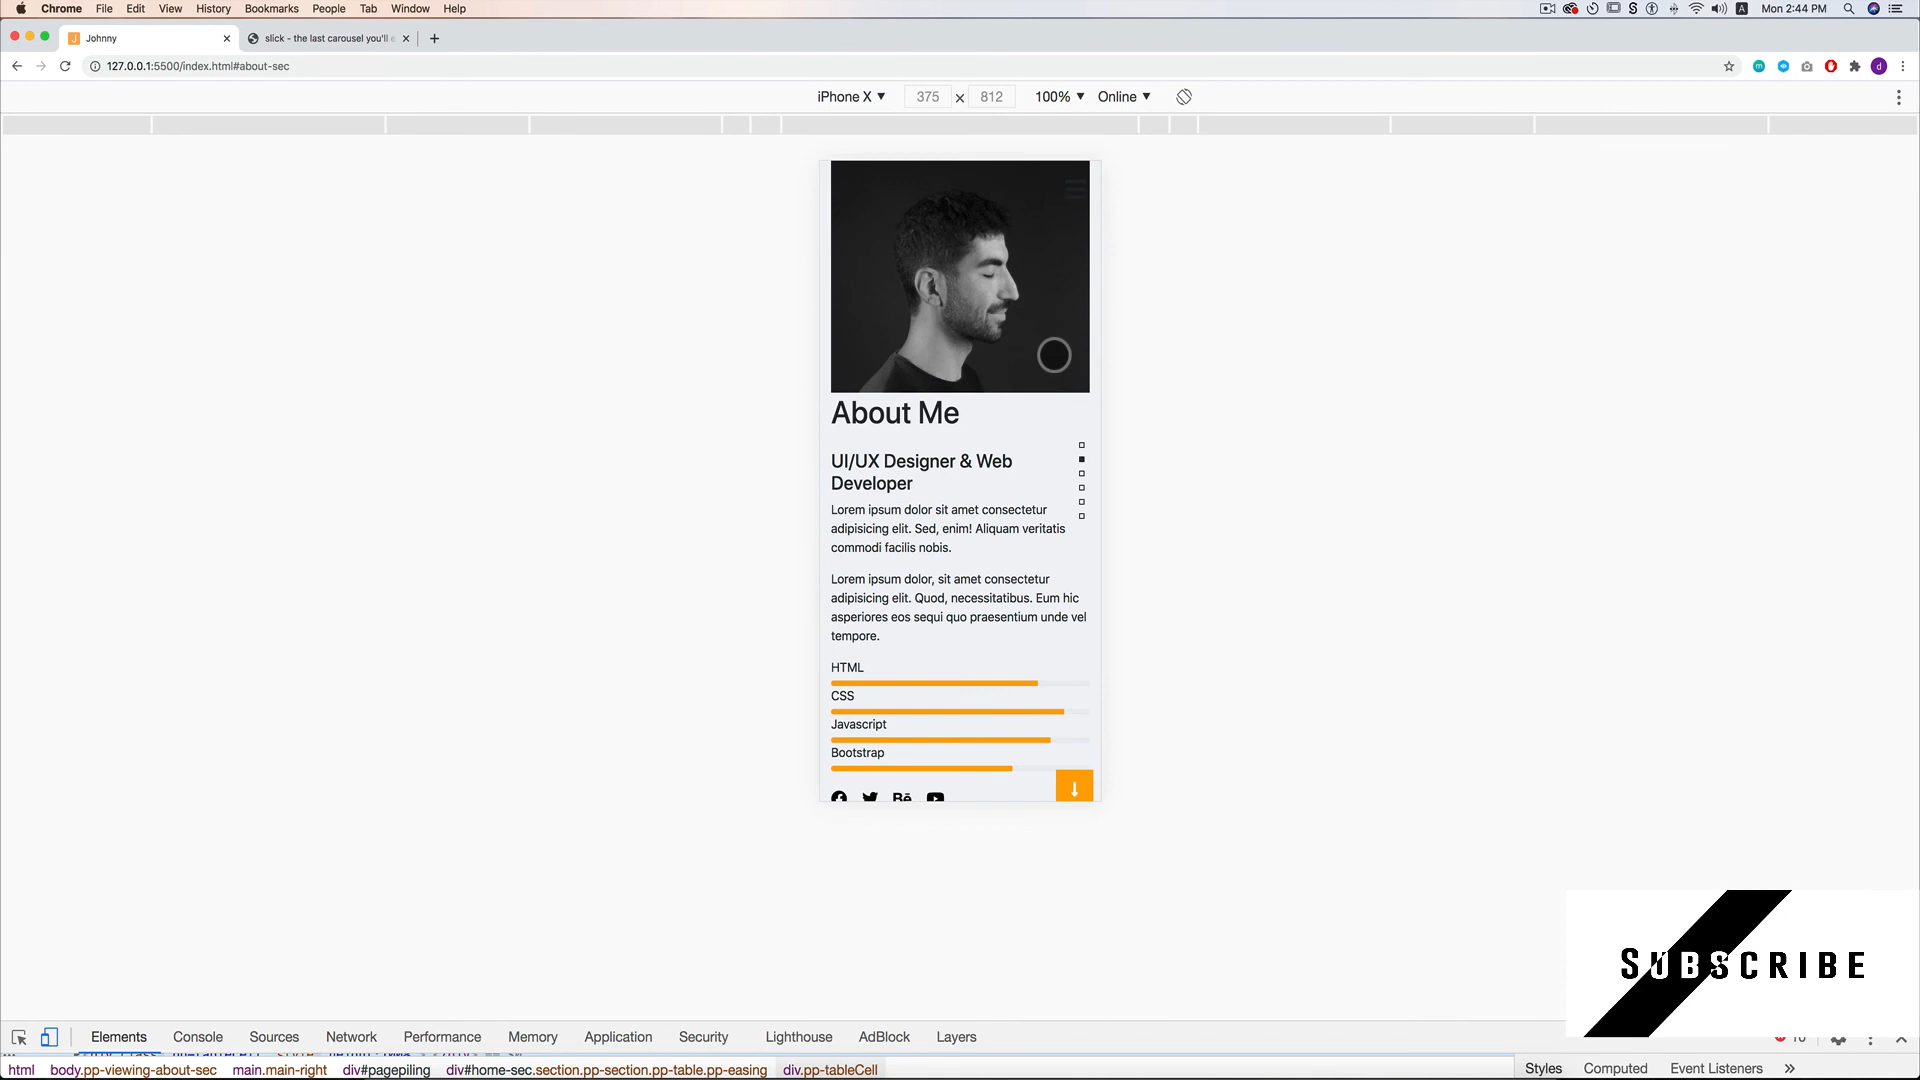 Chrome File Edit View History Bookmarks People Tab Window Help
Mon 2:44 PM
Johnny
slick - the last carousel you'll
127.0.0.1:5500/index.html#about-sec
d
iPhone X 375 x 812 100% Online
About Me
UI/UX Designer & Web
Developer
Lorem ipsum dolor sit amet consectetur
adipisicing elit. Sed, enim! Aliquam veritatis
commodi facilis nobis.
Lorem ipsum dolor, sit amet consectetur
adipisicing elit. Quod, necessitatibus. Eum hic
asperiores eos sequi quo praesentium unde vel
tempore.
HTML
CSS
Javascript
Bootstrap
SUBSCRIBE
Elements Console Sources Network Performance Memory Application Security Lighthouse AdBlock Layers
html body.pp-viewing-about-sec main.main-right div#pagepiling div#home-sec.section.pp-section.pp-table.pp-easing div.pp-tableCell
Styles Computed Event Listeners »